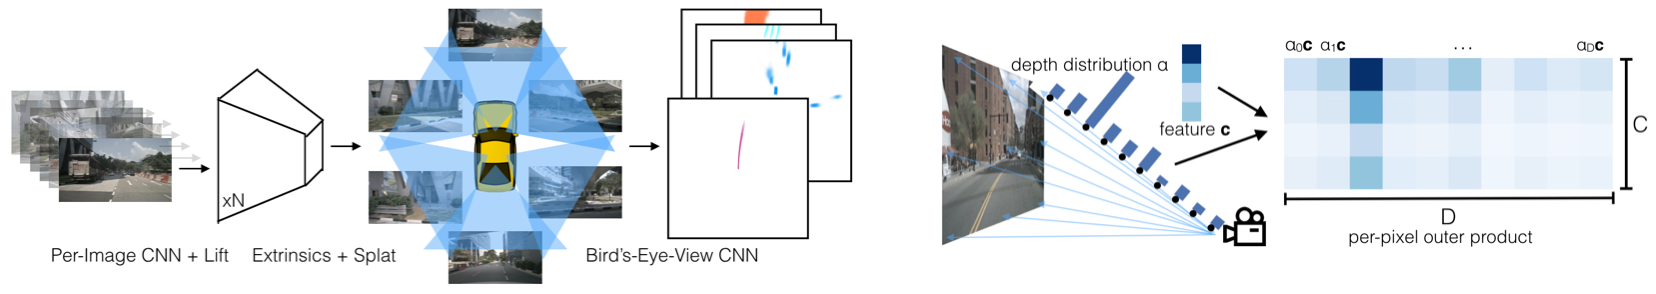 xN
Per-Image CNN + Lift
Extrinsics + Splat
Bird's-Eye-View CNN
depth distribution α
feature c
α₀c α₁c ... α_Dc
C
D
per-pixel outer product